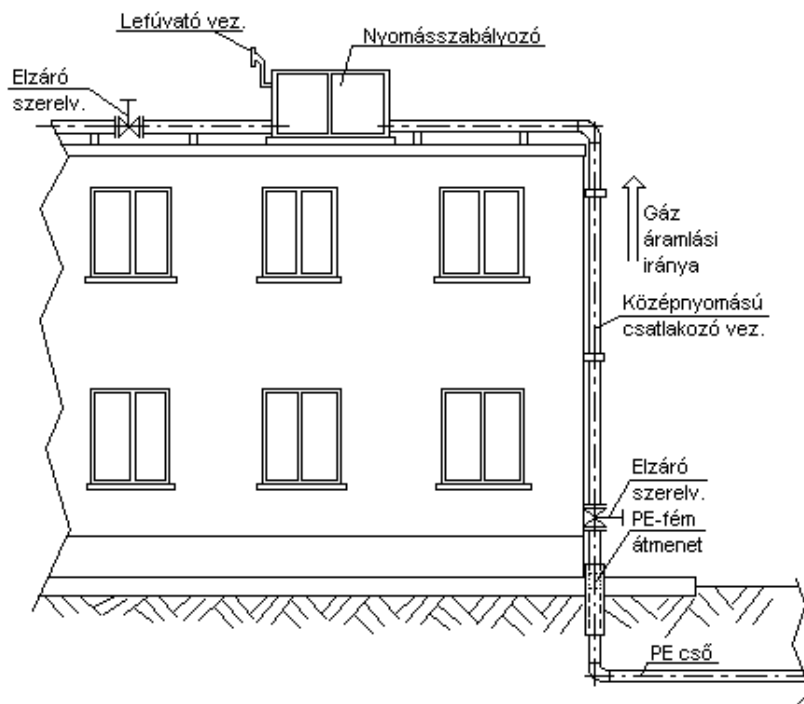 Lefúvató vez.
Nyomásszabályozó
Elzáró
szerelv.
Gáz
áramlási
iránya
Középnyomású
csatlakozó vez.
Elzáró
szerelv.
PE-fém
átmenet
PE cső